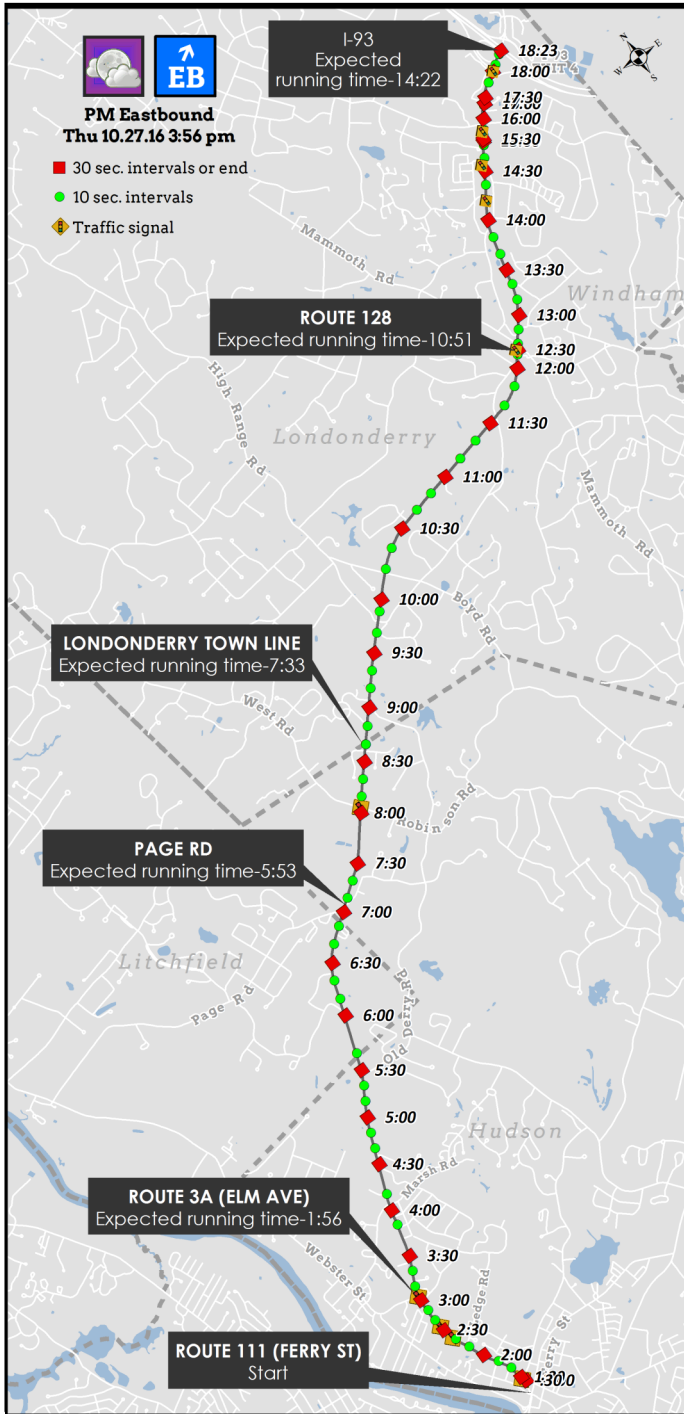 I-93
Expected
running time-14:22
18:23
N
E
S
W
18:00
EB
17:30
16:00
PM Eastbound
Thu 10.27.16 3:56 pm
15:30
30 sec. intervals or end
14:30
10 sec. intervals
Traffic signal
14:00
Mammoth Rd
13:30
Windham
ROUTE 128
Expected running time-10:51
13:00
12:30
12:00
High Range Rd
11:30
Londonderry
11:00
Mammoth Rd
10:30
10:00
Boyd Rd
LONDONDERRY TOWN LINE
Expected running time-7:33
9:30
West Rd
9:00
8:30
8:00
Robinson Rd
PAGE RD
Expected running time-5:53
7:30
7:00
Litchfield
6:30
Page Rd
6:00
Old Derry Rd
5:30
5:00
Hudson
4:30
Marsh Rd
ROUTE 3A (ELM AVE)
Expected running time-1:56
4:00
3:30
Webster St
3:00
2:30
ROUTE 111 (FERRY ST)
Start
2:00